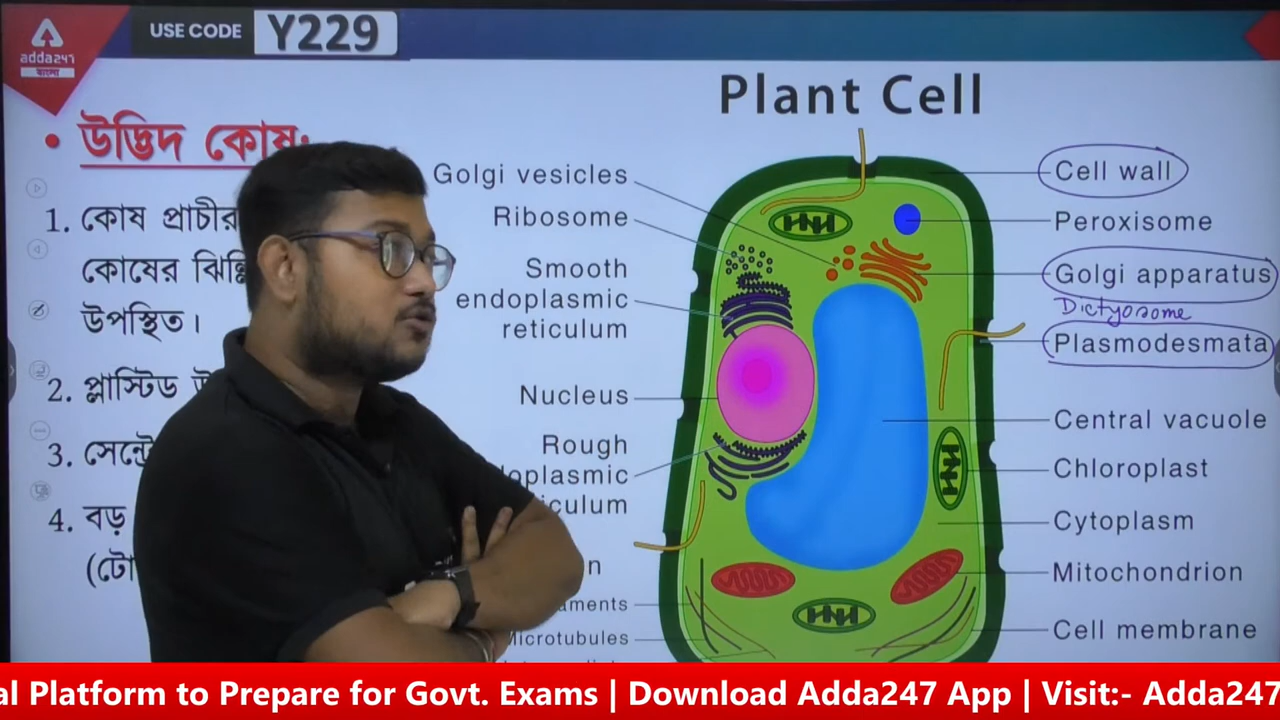 adda247
বাংলা
USE CODE Y229
Plant Cell
• উদ্ভিদ কোষ:
1. কোষ প্রাচীর
কোষের
উপস্থিত।
2. প্লাস্টিড
3.
4. বড়
Golgi vesicles
Ribosome
Smooth
endoplasmic
reticulum
Nucleus
Rough
Cell wall
Peroxisome
Golgi apparatus
Dictyosome
Plasmodesmata
Central vacuole
Chloroplast
Cytoplasm
Mitochondrion
Cell membrane
Microtubules
al Platform to Prepare for Govt. Exams | Download Adda247 App | Visit:- Adda247